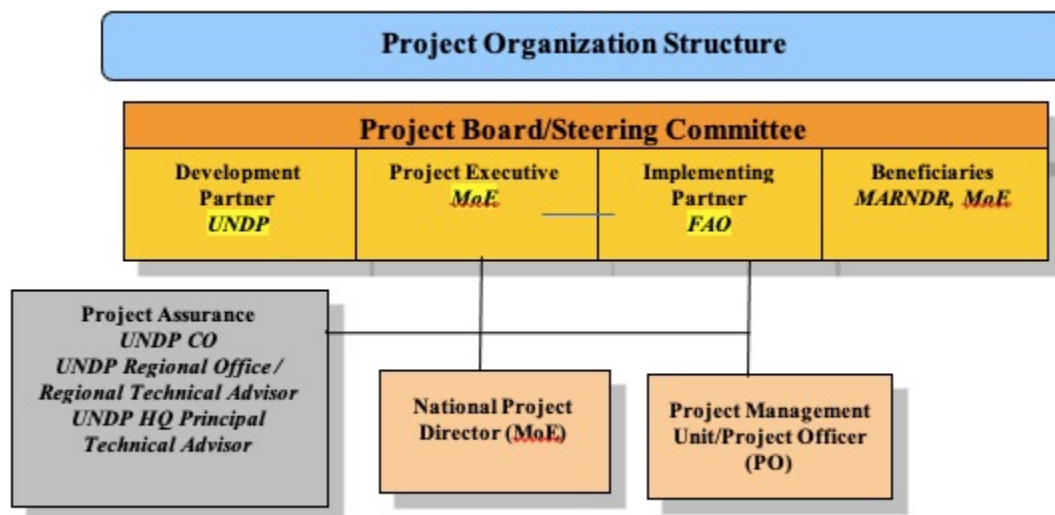 Project Organization Structure
Project Board/Steering Committee
Development
Partner
UNDP
Project Executive
MoE
Implementing
Partner
FAO
Beneficiaries
MARNDR, MoE
Project Assurance
UNDP CO
UNDP Regional Office /
Regional Technical Advisor
UNDP HQ Principal
Technical Advisor
National Project
Director (MoE)
Project Management
Unit/Project Officer
(PO)